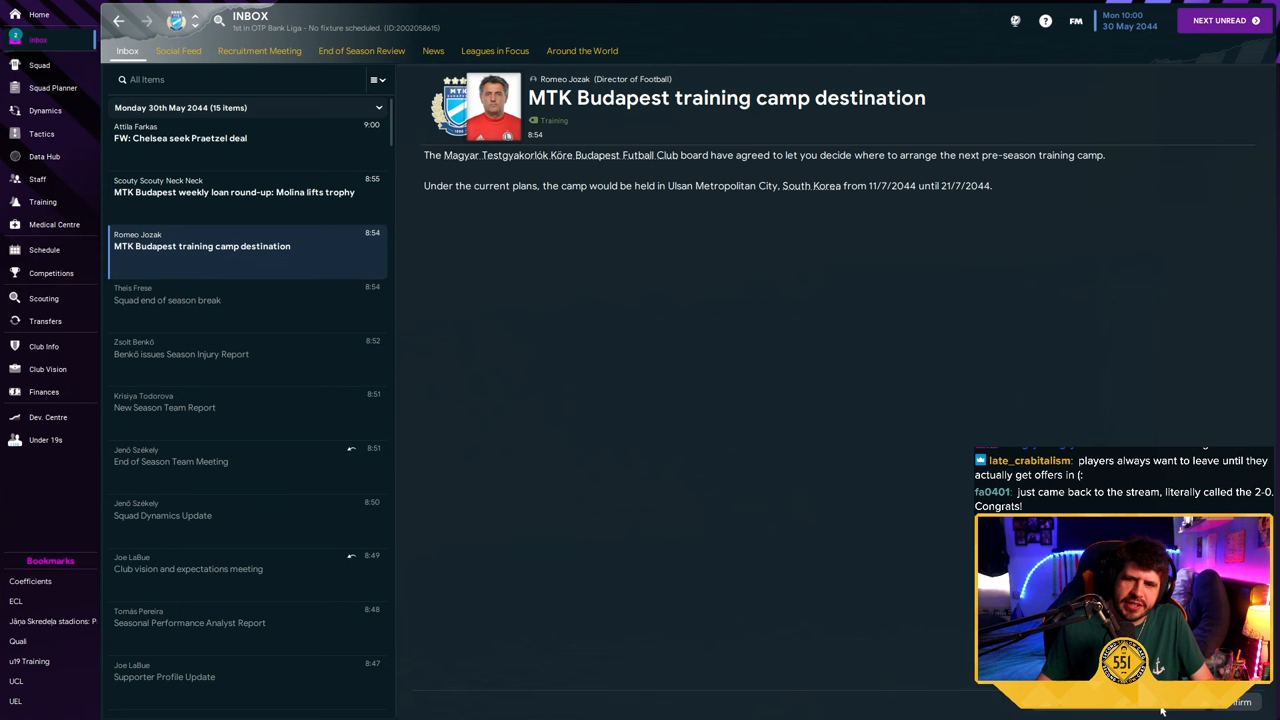 Home
INBOX
1st in OTP Bank Liga - No fixture scheduled. (ID:2002058615)
FM
Mon 10:00
30 May 2044
NEXT UNREAD
2
Inbox
Squad
Squad Planner
Dynamics
Tactics
Data Hub
Staff
Training
Medical Centre
Schedule
Competitions
Scouting
Transfers
Club Info
Club Vision
Finances
Dev. Centre
Under 19s
Bookmarks
Coefficients
ECL
Quali
u19 Training
UCL
UEL
Inbox
Social Feed
Recruitment Meeting
End of Season Review
News
Leagues in Focus
Around the World
All Items
Monday 30th May 2044 (15 items)
Attila Farkas
9:00
FW: Chelsea seek Praetzel deal
Scouty Scouty Neck Neck
8:55
MTK Budapest weekly loan round-up: Molina lifts trophy
Romeo Jozak
8:54
MTK Budapest training camp destination
Theis Frese
8:54
Squad end of season break
Zsolt Benkő
8:52
Benkő issues Season Injury Report
Krisiya Todorova
8:51
New Season Team Report
Jenő Székely
8:51
End of Season Team Meeting
Jenő Székely
8:50
Squad Dynamics Update
Joe LaBue
8:49
Club vision and expectations meeting
Tomás Pereira
8:48
Seasonal Performance Analyst Report
Joe LaBue
8:47
Supporter Profile Update
Romeo Jozak (Director of Football)
MTK Budapest training camp destination
Training
8:54
The Magyar Testgyakorlók Köre Budapest Futball Club board have agreed to let you decide where to arrange the next pre-season training camp.
Under the current plans, the camp would be held in Ulsan Metropolitan City, South Korea from 11/7/2044 until 21/7/2044.
late_crabitalism: players always want to leave until they
actually get offers in (:
fa0401: just came back to the stream, literally called the 2-0.
Congrats!
551